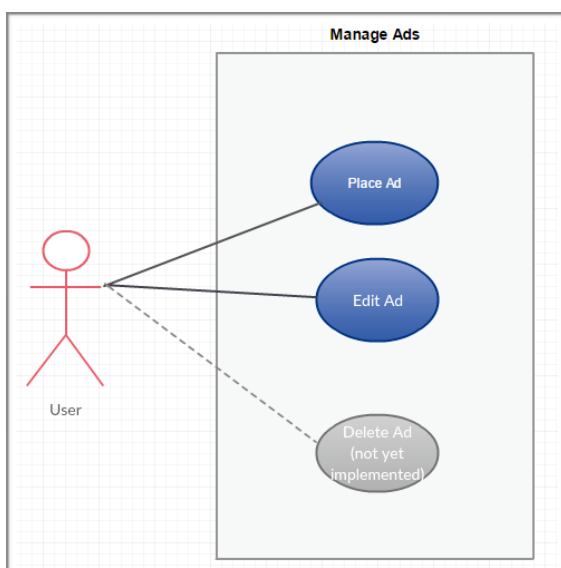 Manage Ads
Place Ad
Edit Ad
User
Delete Ad
(not yet
implemented)